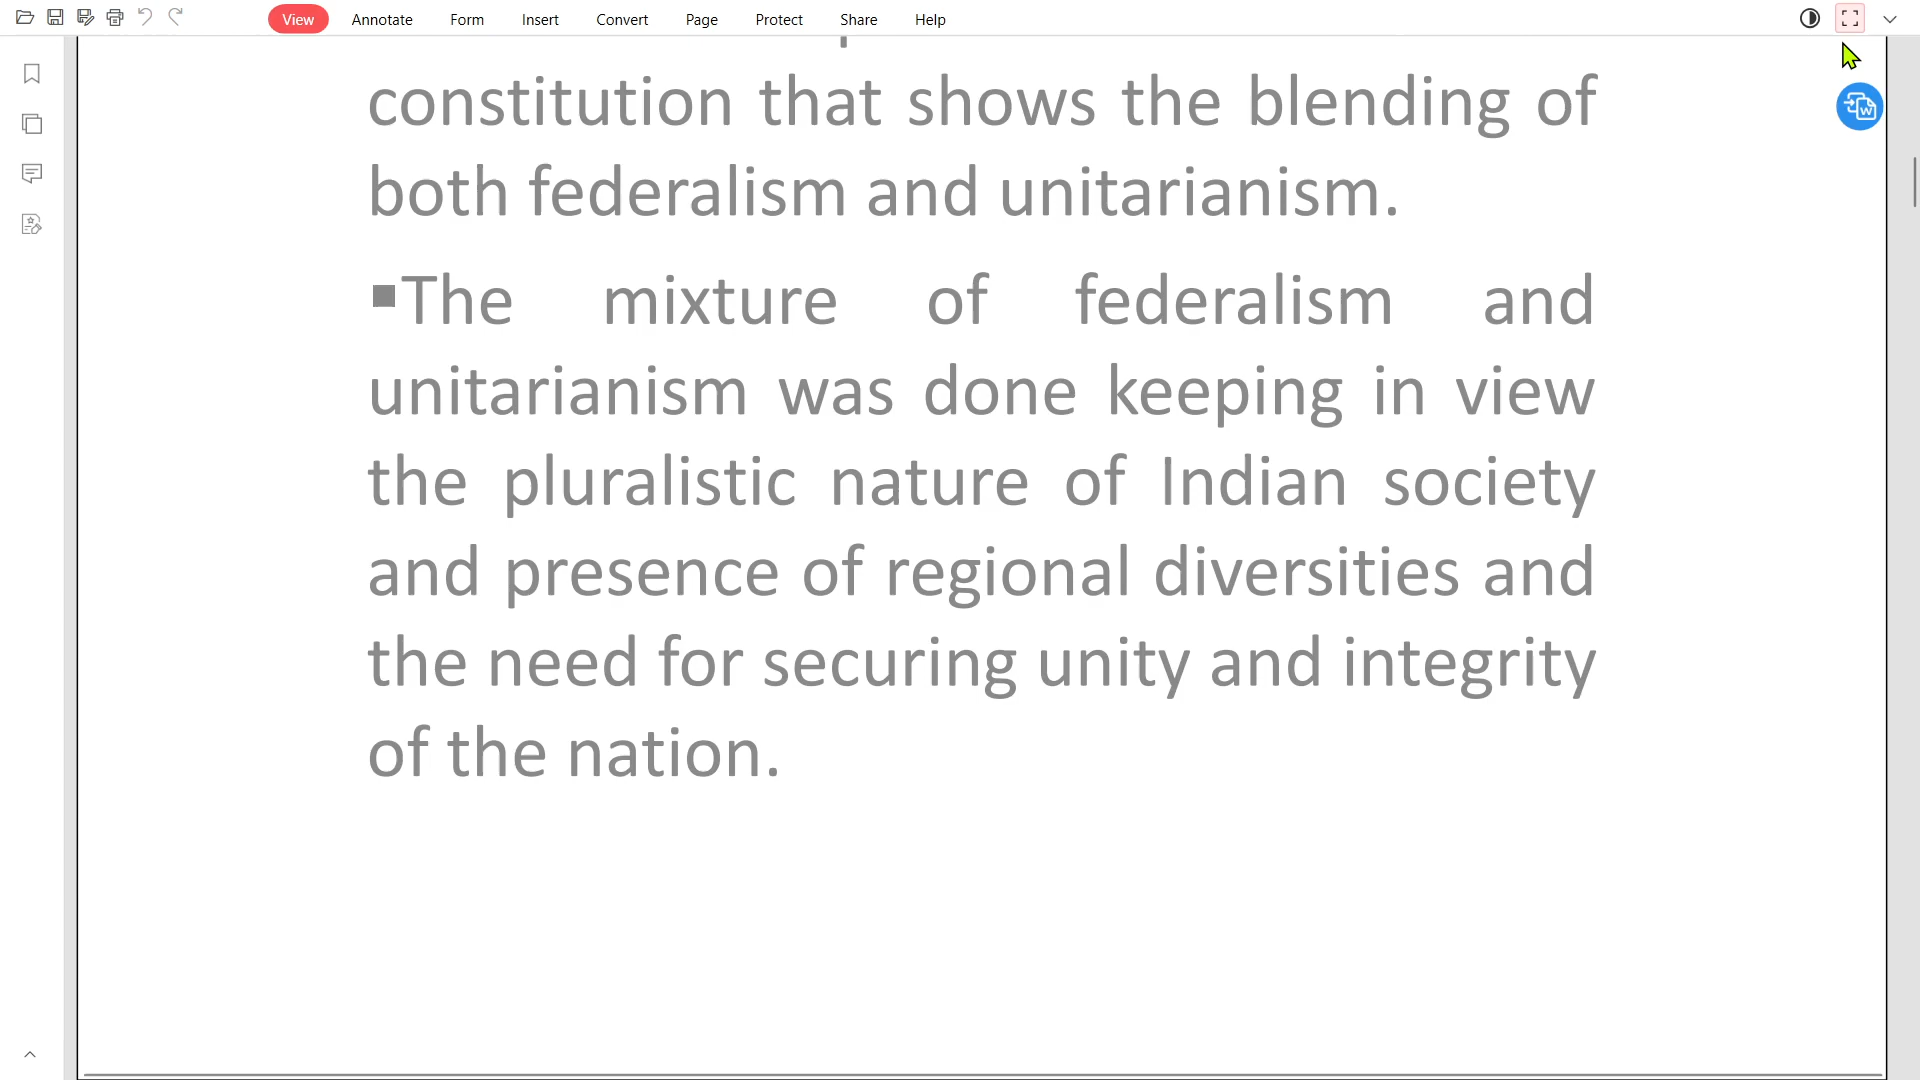 View Annotate Form Insert Convert Page Protect Share Help
constitution that shows the blending of
both federalism and unitarianism.
▪The mixture of federalism and
unitarianism was done keeping in view
the pluralistic nature of Indian society
and presence of regional diversities and
the need for securing unity and integrity
of the nation.